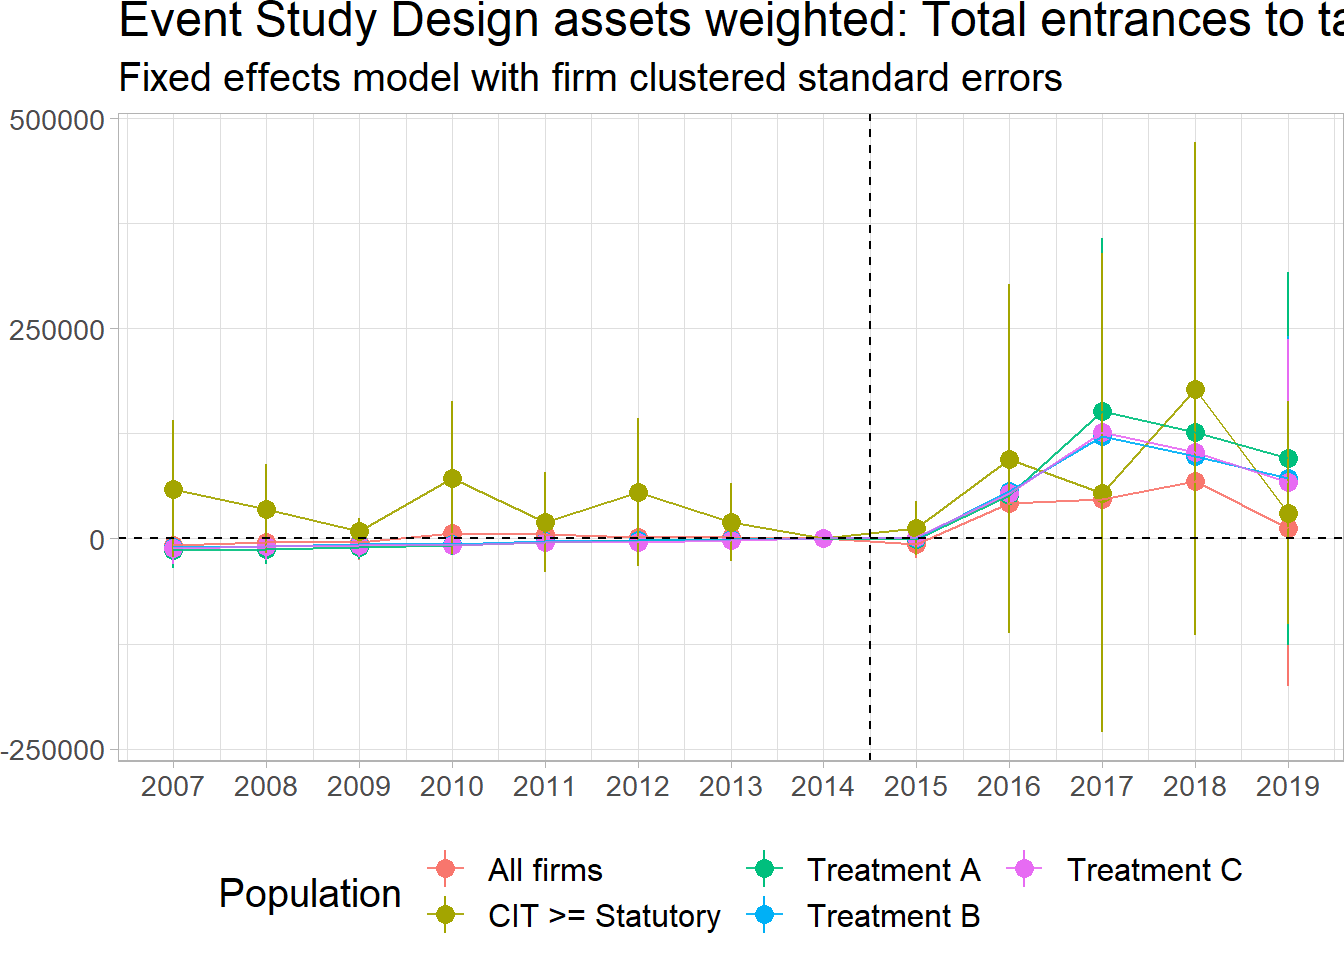 Event Study Design assets weighted: Total entrances to ta
Fixed effects model with firm clustered standard errors
500000
250000
0
-250000
2007 2008 2009 2010 2011 2012 2013 2014 2015 2016 2017 2018 2019
Population
All firms
CIT >= Statutory
Treatment A
Treatment B
Treatment C